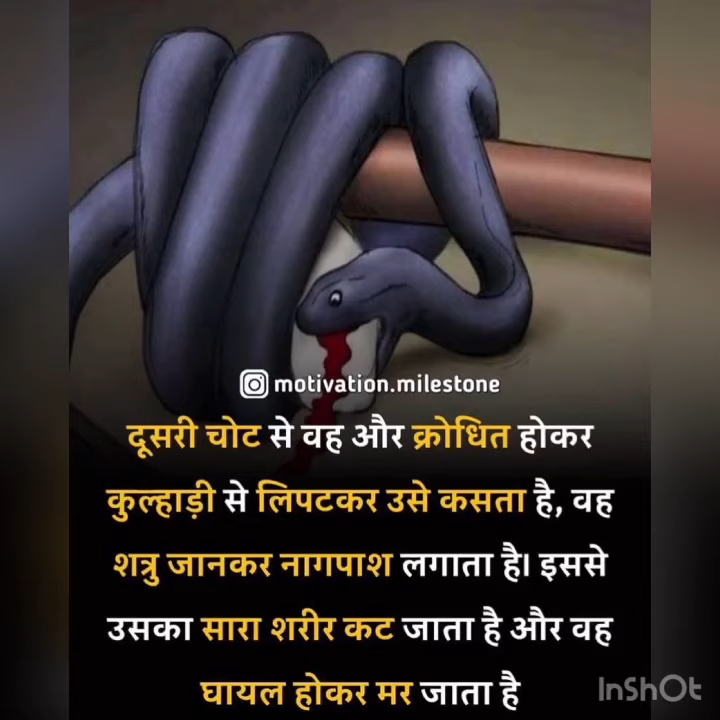 motivation.milestone
दूसरी चोट से वह और क्रोधित होकर
कुल्हाड़ी से लिपटकर उसे कसता है, वह
शत्रु जानकर नागपाश लगाता है। इससे
उसका सारा शरीर कट जाता है और वह
घायल होकर मर जाता है
InShOt